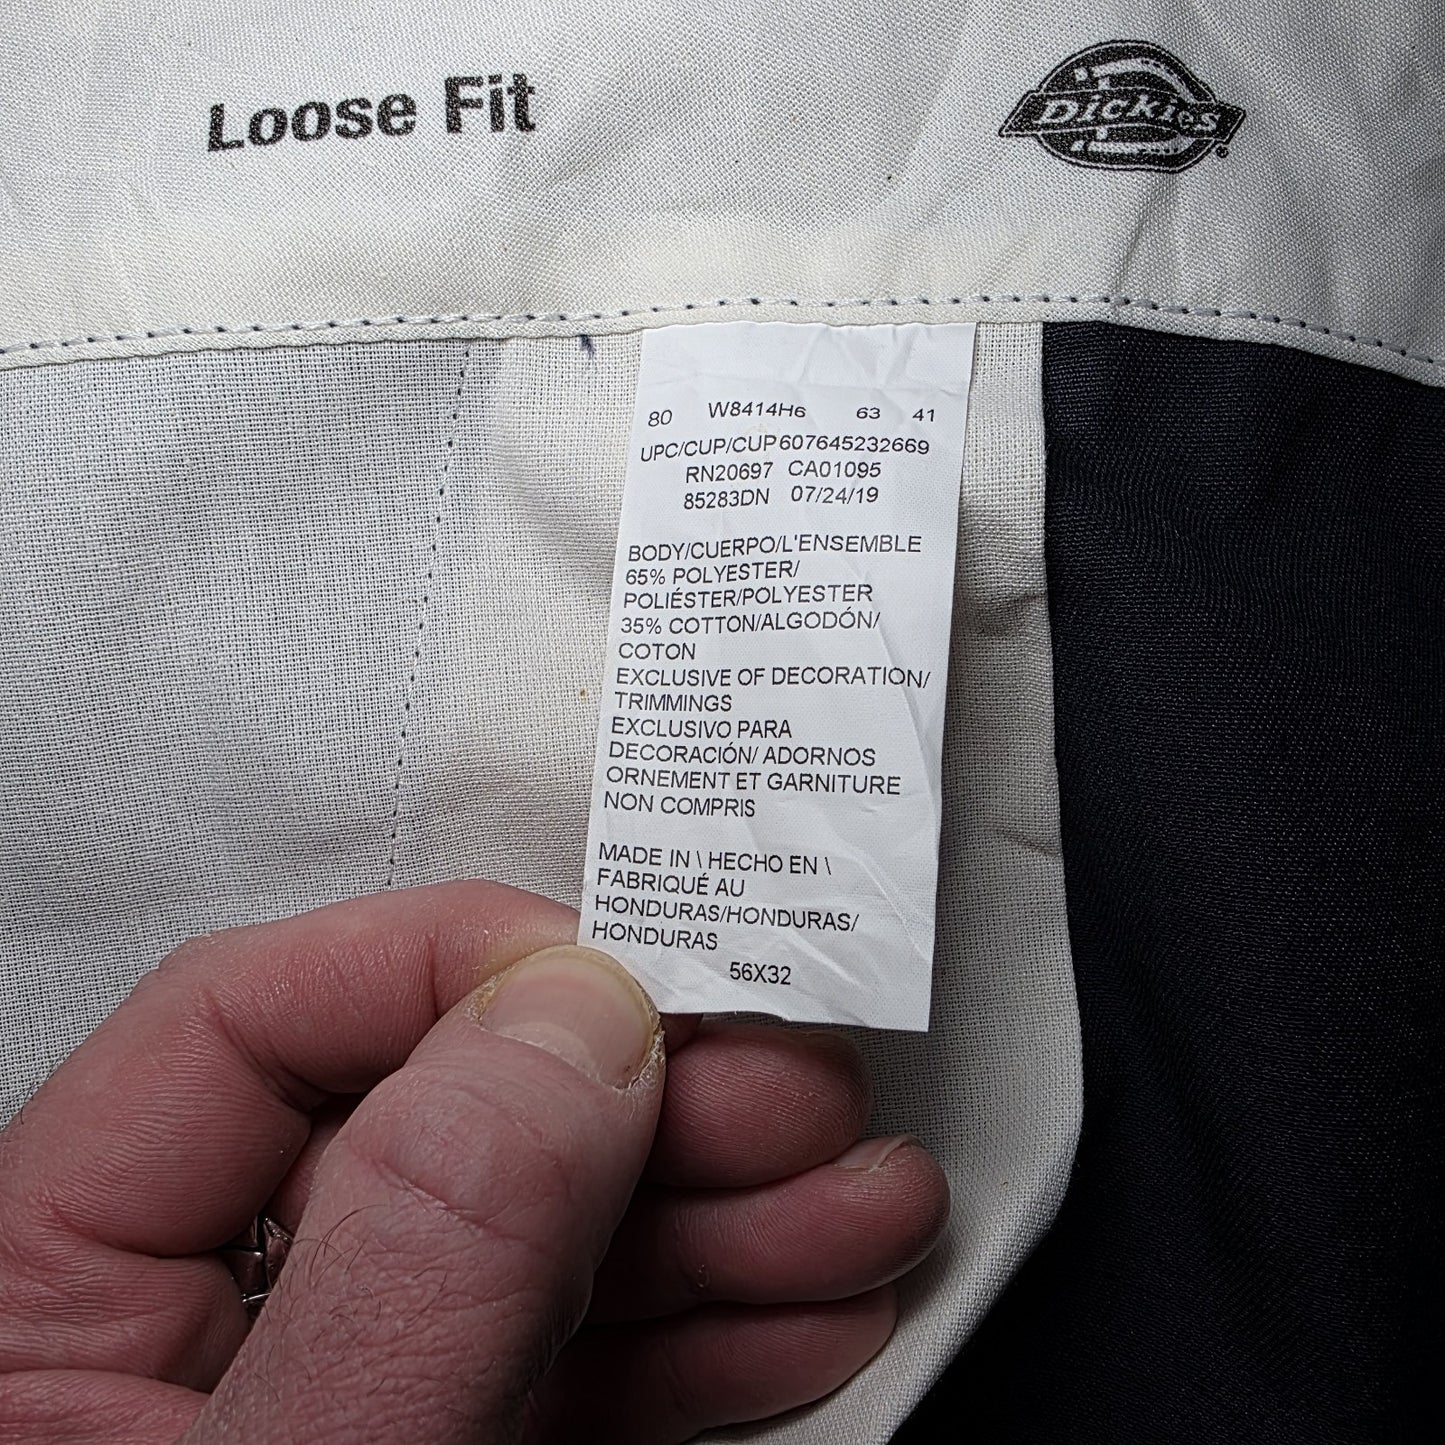 Loose Fit
Dickies®
80 W8414H6 63 41
UPC/CUP/CUP607645232669
RN20697 CA01095
85283DN 07/24/19
BODY/CUERPO/L'ENSEMBLE
65% POLYESTER/
POLIÉSTER/POLYESTER
35% COTTON/ALGODÓN/
COTON
EXCLUSIVE OF DECORATION/
TRIMMINGS
EXCLUSIVO PARA
DECORACIÓN/ ADORNOS
ORNEMENT ET GARNITURE
NON COMPRIS
MADE IN \ HECHO EN \
FABRIQUÉ AU
HONDURAS/HONDURAS/
HONDURAS
56X32